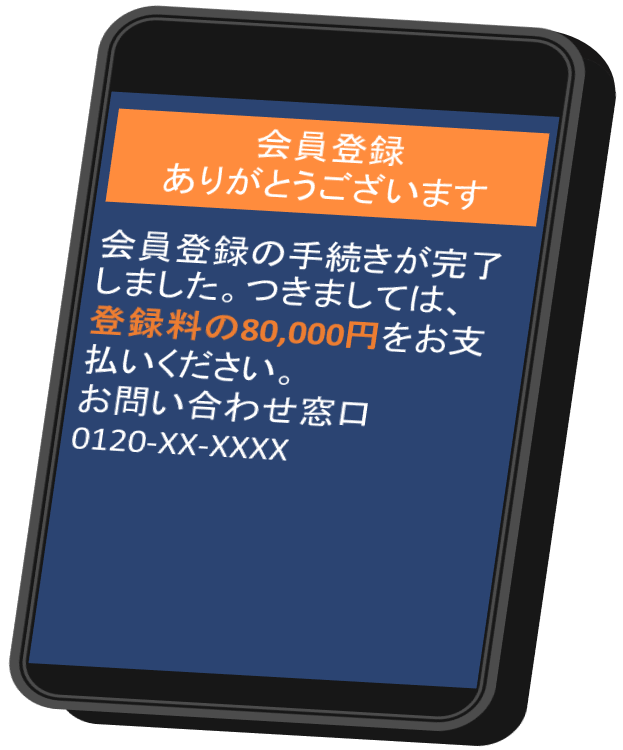 会員登録
ありがとうございます
会員登録の手続きが完了
しました。つきましては、
登録料の80,000円をお支
払いください。
お問い合わせ窓口
0120-XX-XXXX